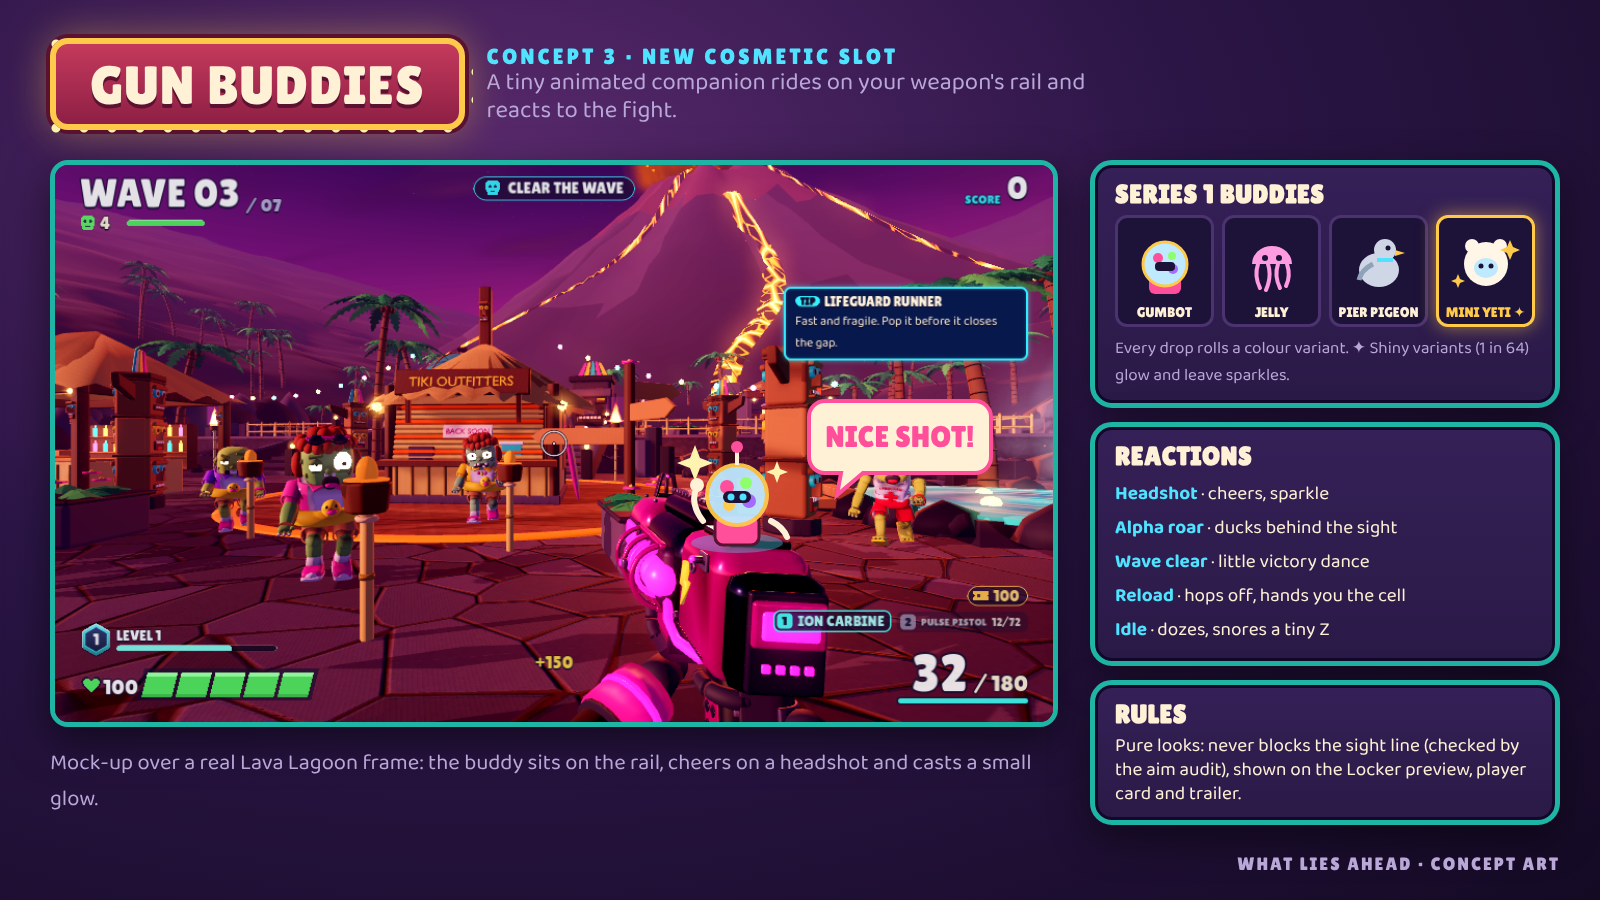 GUN BUDDIES
CONCEPT 3 · NEW COSMETIC SLOT
A tiny animated companion rides on your weapon's rail and
reacts to the fight.
WAVE 03 / 07
4
CLEAR THE WAVE
SCORE 0
TIP LIFEGUARD RUNNER
Fast and fragile. Pop it before it closes
the gap.
TIKI OUTFITTERS
BACK SOON
NICE SHOT!
100
1 ION CARBINE
2 PULSE PISTOL 12/72
1 LEVEL 1
+150
100
32 / 180
Mock-up over a real Lava Lagoon frame: the buddy sits on the rail, cheers on a headshot and casts a small
glow.
SERIES 1 BUDDIES
GUMBOT
JELLY
PIER PIGEON
MINI YETI ✦
Every drop rolls a colour variant. ✦ Shiny variants (1 in 64)
glow and leave sparkles.
REACTIONS
Headshot · cheers, sparkle
Alpha roar · ducks behind the sight
Wave clear · little victory dance
Reload · hops off, hands you the cell
Idle · dozes, snores a tiny Z
RULES
Pure looks: never blocks the sight line (checked by
the aim audit), shown on the Locker preview, player
card and trailer.
WHAT LIES AHEAD · CONCEPT ART